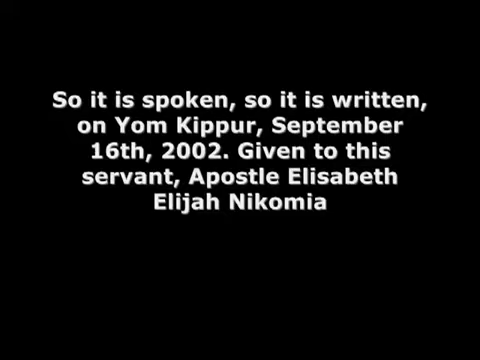 So it is spoken, so it is written,
on Yom Kippur, September
16th, 2002. Given to this
servant, Apostle Elisabeth
Elijah Nikomia